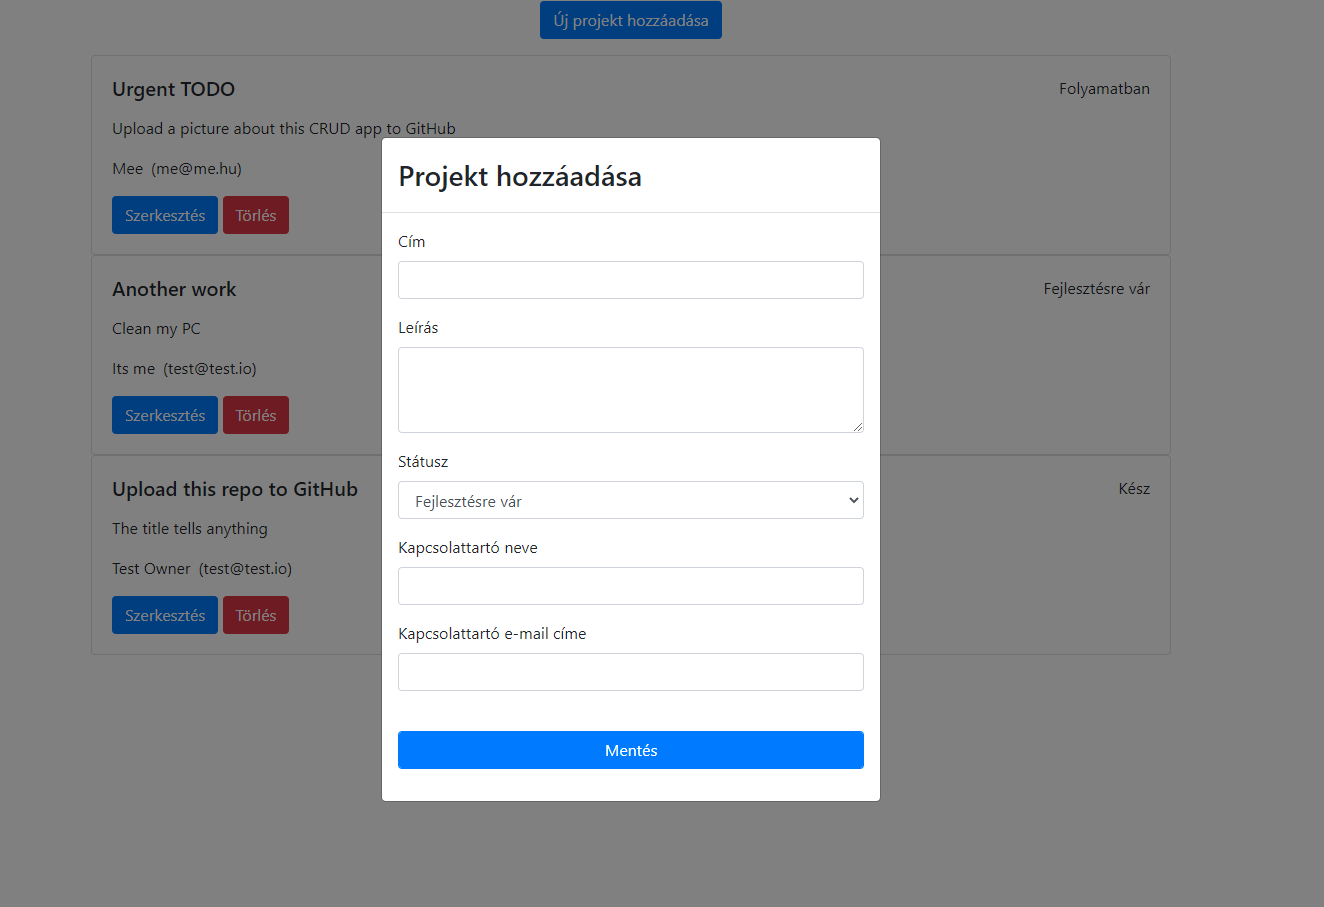 Új projekt hozzáadása
Urgent TODO
Folyamatban
Upload a picture about this CRUD app to GitHub
Mee (me@me.hu)
Szerkesztés
Törlés
Another work
Fejlesztésre vár
Clean my PC
Its me (test@test.io)
Szerkesztés
Törlés
Upload this repo to GitHub
Kész
The title tells anything
Test Owner (test@test.io)
Szerkesztés
Törlés
Projekt hozzáadása
Cím
Leírás
Státusz
Fejlesztésre vár
Kapcsolattartó neve
Kapcsolattartó e-mail címe
Mentés